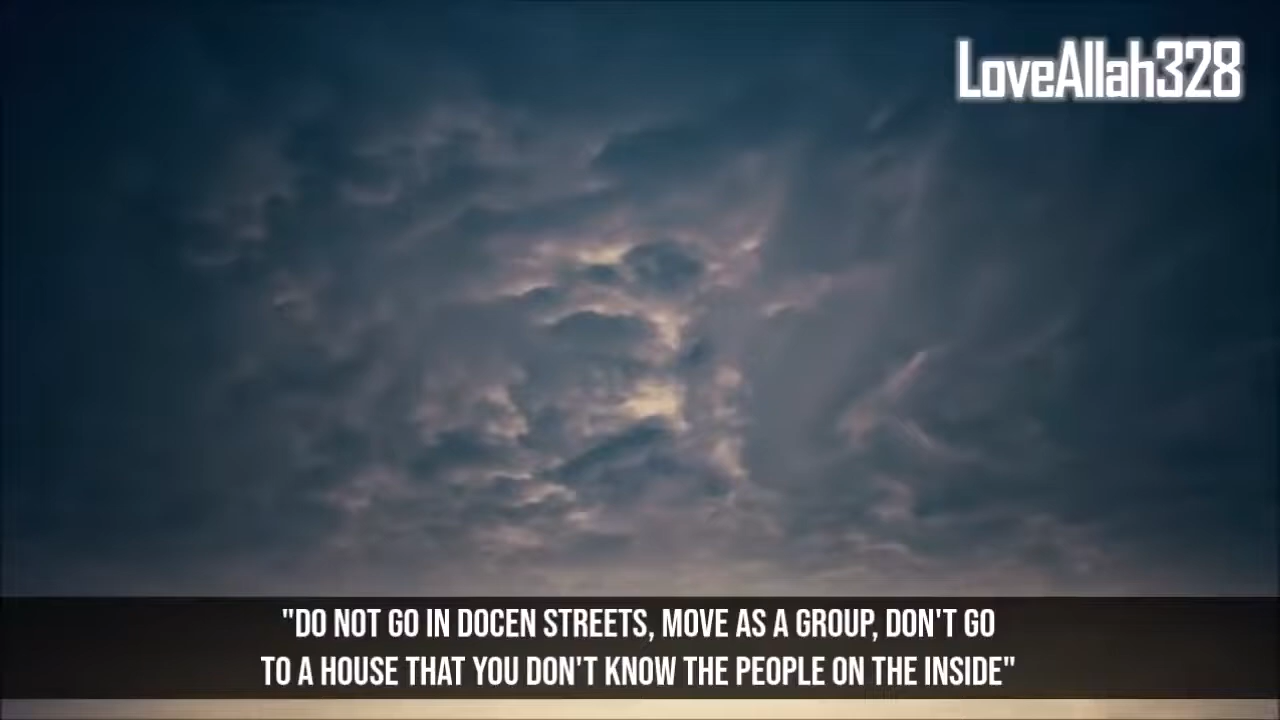 LoveAllah328
"DO NOT GO IN DOCEN STREETS, MOVE AS A GROUP, DON'T GO
TO A HOUSE THAT YOU DON'T KNOW THE PEOPLE ON THE INSIDE"